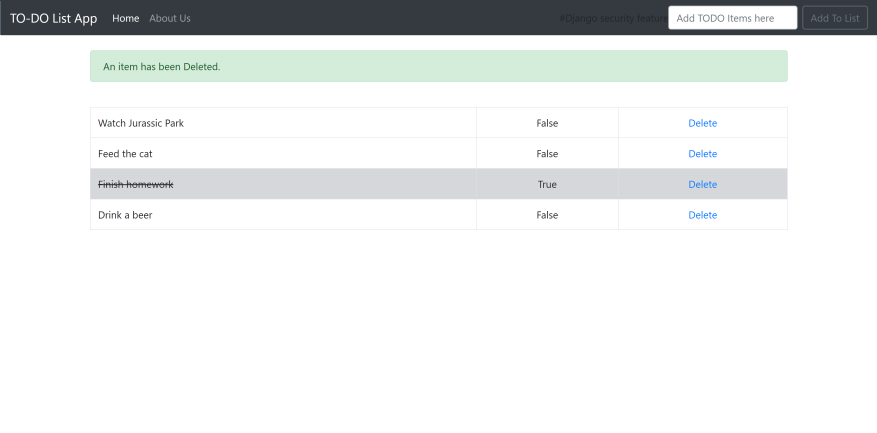 TO-DO List App Home About Us #Django security feature Add TODO Items here Add To List
An item has been Deleted.
Watch Jurassic Park False Delete
Feed the cat False Delete
Finish homework True Delete
Drink a beer False Delete